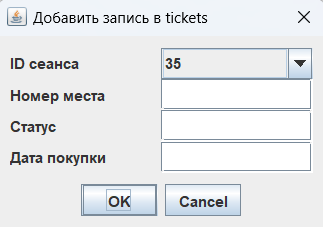 Добавить запись в tickets
ID сеанса 35
Номер места
Статус
Дата покупки
OK Cancel